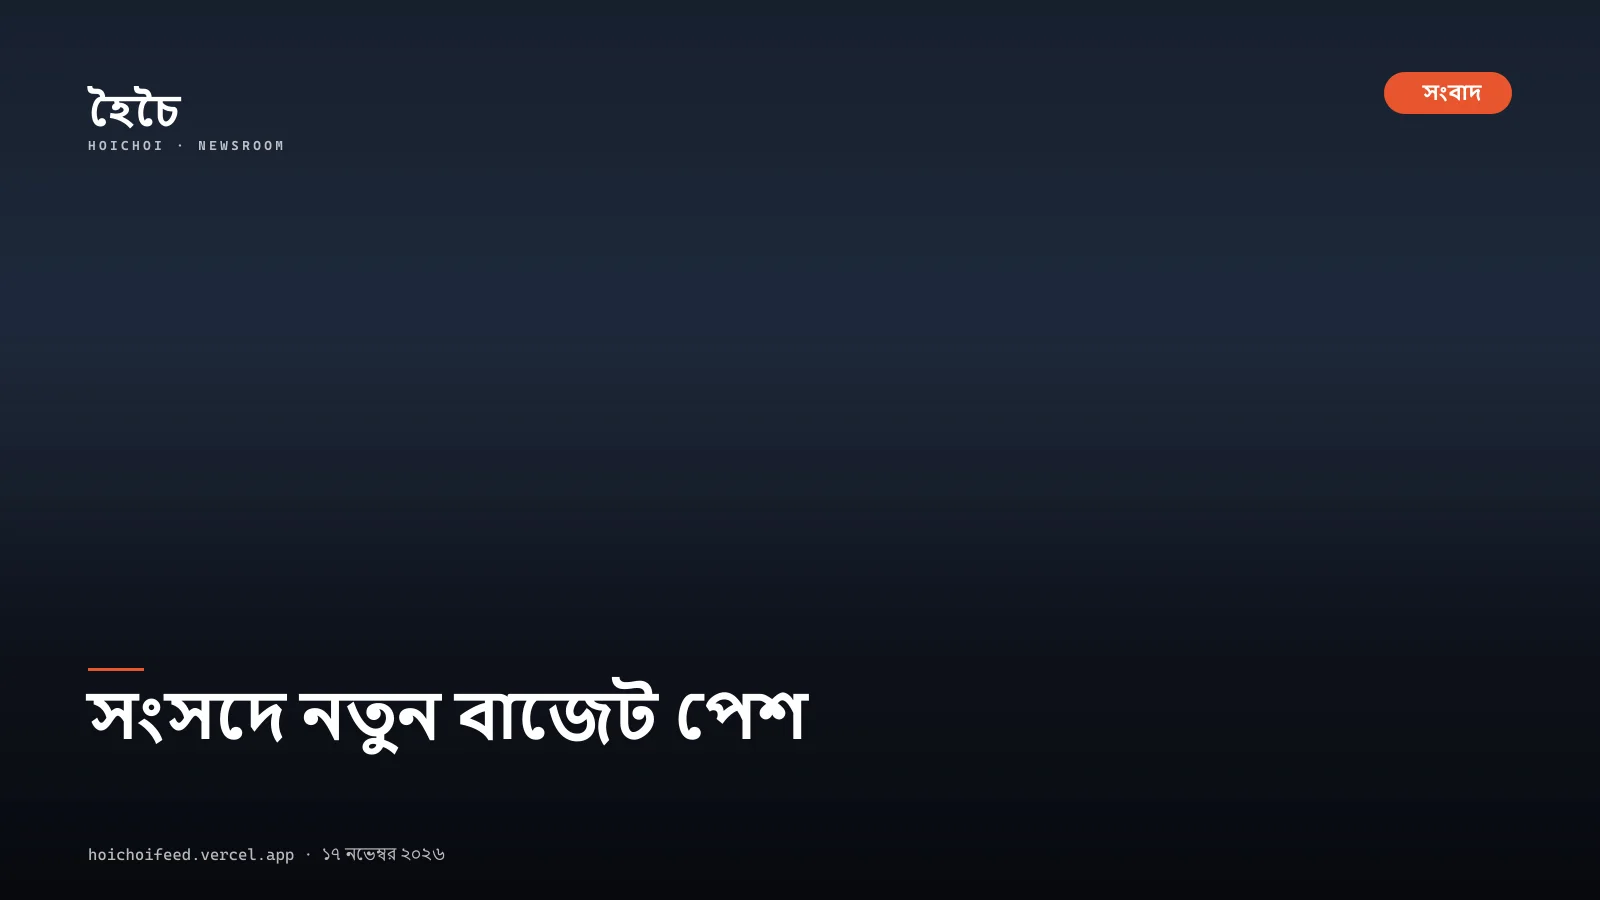 হৈচৈ
HOICHOI · NEWSROOM
সংবাদ
সংসদে নতুন বাজেট পেশ
hoichoifeed.vercel.app · ১৭ নভেম্বর ২০২৬